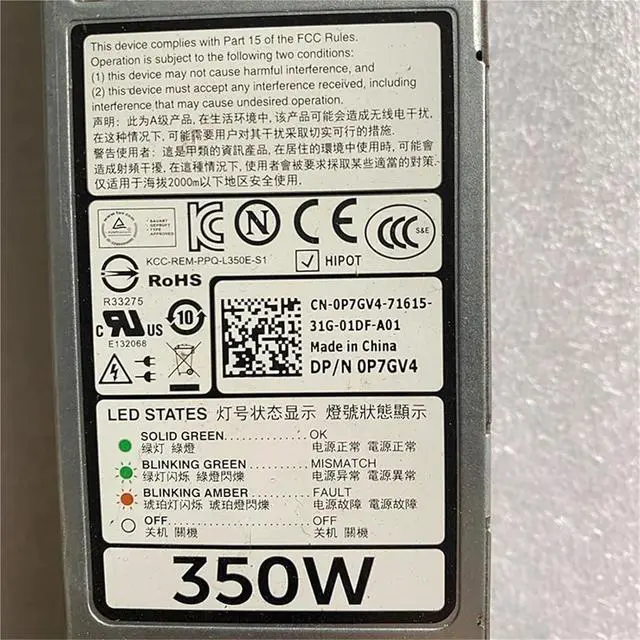 This device complies with Part 15 of the FCC Rules.
Operation is subject to the following two conditions:
(1) this device may not cause harmful interference, and
(2) this device must accept any interference received, including
interference that may cause undesired operation.
声明: 此为A级产品, 在生活环境中, 该产品可能会造成无线电干扰,
在这种情况下, 可能需要用户对其干扰采取切实可行的措施.
警告使用者: 這是甲類的資訊產品, 在居住的環境中使用時, 可能會
造成射頻干擾, 在這種情況下, 使用者會被要求採取某些適當的對策.
仅适用于海拔2000m以下地区安全使用.
KC N CE CCC S&E
KCC-REM-PPQ-L350E-S1 ✓ HIPOT
RoHS
R33275
c RU US 10
E132068
CN-0P7GV4-71615-
31G-01DF-A01
Made in China
DP/N 0P7GV4
LED STATES 灯号状态显示 燈號狀態顯示
SOLID GREEN..............OK
绿灯 綠燈 电源正常 電源正常
BLINKING GREEN..........MISMATCH
绿灯闪烁 綠燈閃爍 电源异常 電源異常
BLINKING AMBER..........FAULT
琥珀灯闪烁 琥珀燈閃爍 电源故障 電源故障
OFF..........................OFF
关机 關機 关机 關機
350W